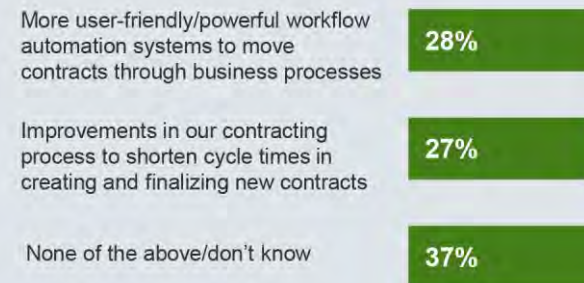 More user-friendly/powerful workflow
automation systems to move
contracts through business processes
28%
Improvements in our contracting
process to shorten cycle times in
creating and finalizing new contracts
27%
None of the above/don't know
37%